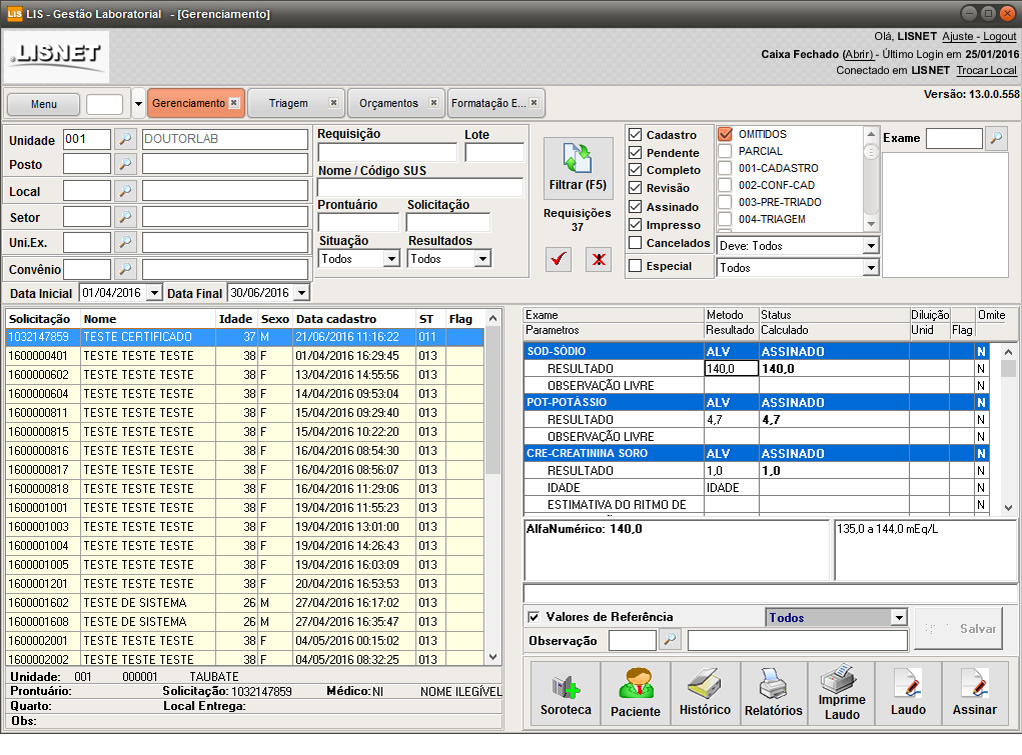 LIS LIS - Gestão Laboratorial - [Gerenciamento]
.LISNET
Olá, LISNET Ajuste - Logout
Caixa Fechado (Abrir) - Último Login em 25/01/2016
Conectado em LISNET Trocar Local
Versão: 13.0.0.558
Menu Gerenciamento Triagem Orçamentos Formatação E...
Unidade 001 DOUTORLAB
Posto
Local
Setor
Uni.Ex.
Convênio
Data Inicial 01/04/2016 Data Final 30/06/2016
Requisição Lote
Nome / Código SUS
Prontuário Solicitação
Situação Resultados
Todos Todos
Filtrar (F5)
Requisições
37
Cadastro
Pendente
Completo
Revisão
Assinado
Impresso
Cancelados
Especial
OMITIDOS
PARCIAL
001-CADASTRO
002-CONF-CAD
003-PRE-TRIADO
004-TRIAGEM
Deve: Todos
Todos
Exame
Solicitação Nome Idade Sexo Data cadastro ST Flag
1032147859 TESTE CERTIFICADO 37 M 21/06/2016 11:16:22 011
1600000401 TESTE TESTE TESTE 38 F 01/04/2016 16:29:45 013
1600000602 TESTE TESTE TESTE 38 F 13/04/2016 14:55:56 013
1600000604 TESTE TESTE TESTE 38 F 14/04/2016 09:53:04 013
1600000811 TESTE TESTE TESTE 38 F 15/04/2016 09:29:40 013
1600000815 TESTE TESTE TESTE 38 F 15/04/2016 10:22:20 013
1600000816 TESTE TESTE TESTE 38 F 16/04/2016 08:54:30 013
1600000817 TESTE TESTE TESTE 38 F 16/04/2016 08:56:07 013
1600000818 TESTE TESTE TESTE 38 F 16/04/2016 11:29:06 013
1600001001 TESTE TESTE TESTE 38 F 19/04/2016 11:55:23 013
1600001003 TESTE TESTE TESTE 38 F 19/04/2016 13:01:00 013
1600001004 TESTE TESTE TESTE 38 F 19/04/2016 14:26:43 013
1600001005 TESTE TESTE TESTE 38 F 19/04/2016 16:03:09 013
1600001201 TESTE TESTE TESTE 38 F 20/04/2016 16:53:53 013
1600001602 TESTE DE SISTEMA 26 M 27/04/2016 16:17:02 013
1600001608 TESTE DE SISTEMA 26 M 27/04/2016 16:35:47 013
1600002001 TESTE TESTE TESTE 38 F 04/05/2016 00:15:02 013
1600002002 TESTE TESTE TESTE 38 F 04/05/2016 08:32:25 013
Unidade: 001 000001 TAUBATE
Prontuário: Solicitação: 1032147859 Médico: NI NOME ILEGÍVEL
Quarto: Local Entrega:
Obs:
Exame Metodo Status Diluição Omite
Parametros Resultado Calculado Unid Flag
SOD-SÓDIO ALV ASSINADO N
RESULTADO 140,0 140,0 N
OBSERVAÇÃO LIVRE N
POT-POTÁSSIO ALV ASSINADO N
RESULTADO 4,7 4,7 N
OBSERVAÇÃO LIVRE N
CRE-CREATININA SORO ALV ASSINADO N
RESULTADO 1,0 1,0 N
IDADE IDADE N
ESTIMATIVA DO RITMO DE N
AlfaNumérico: 140,0
135,0 a 144,0 mEq/L
Valores de Referência Todos
Observação
Salvar
Soroteca Paciente Histórico Relatórios Imprime Laudo Laudo Assinar